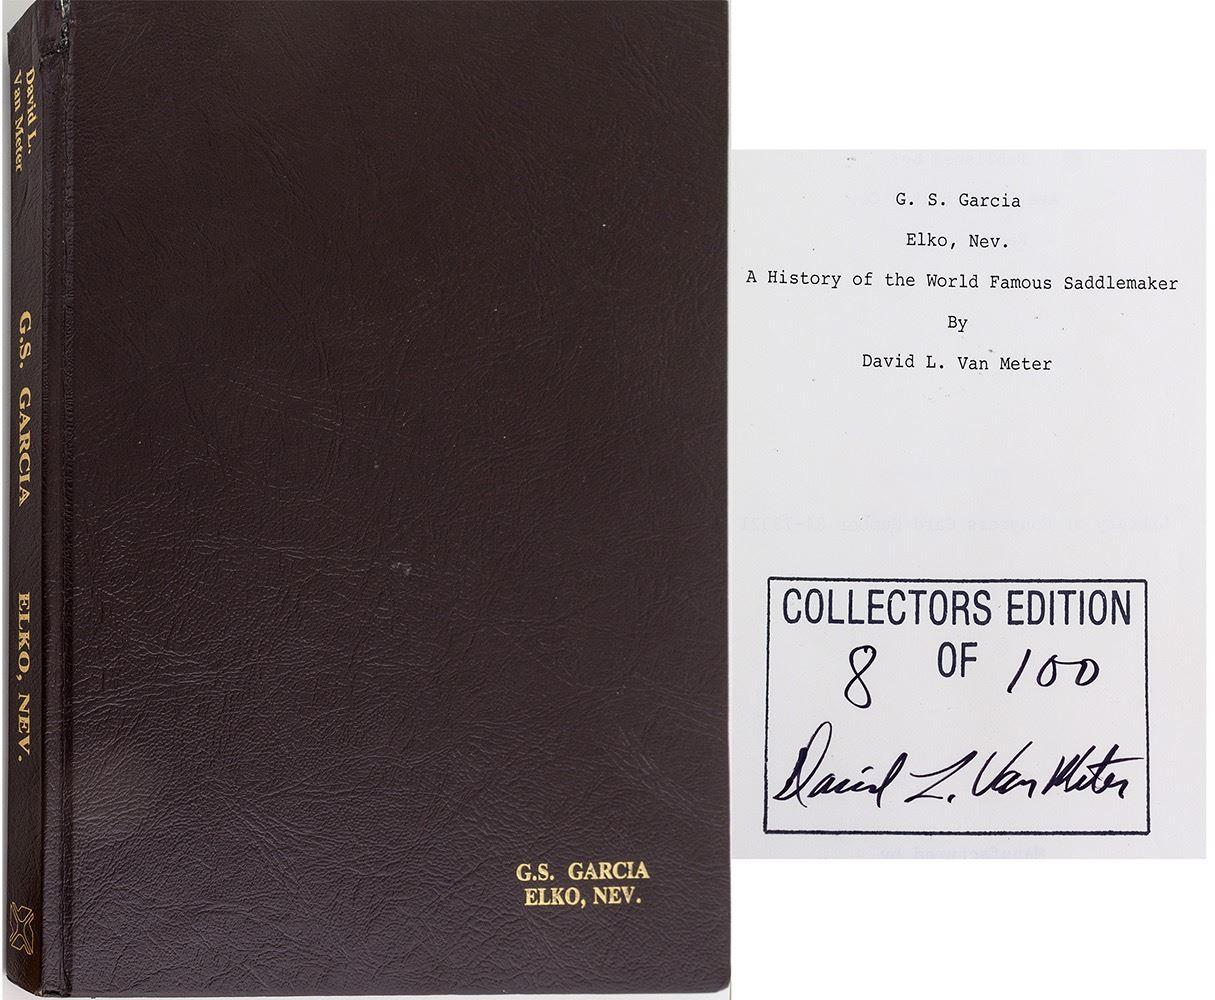 David L.
Van Meter
G.S. GARCIA
ELKO, NEV.
G.S. GARCIA
ELKO, NEV.
G. S. Garcia
Elko, Nev.
A History of the World Famous Saddlemaker
By
David L. Van Meter
COLLECTORS EDITION
8 OF 100
David L. Van Meter